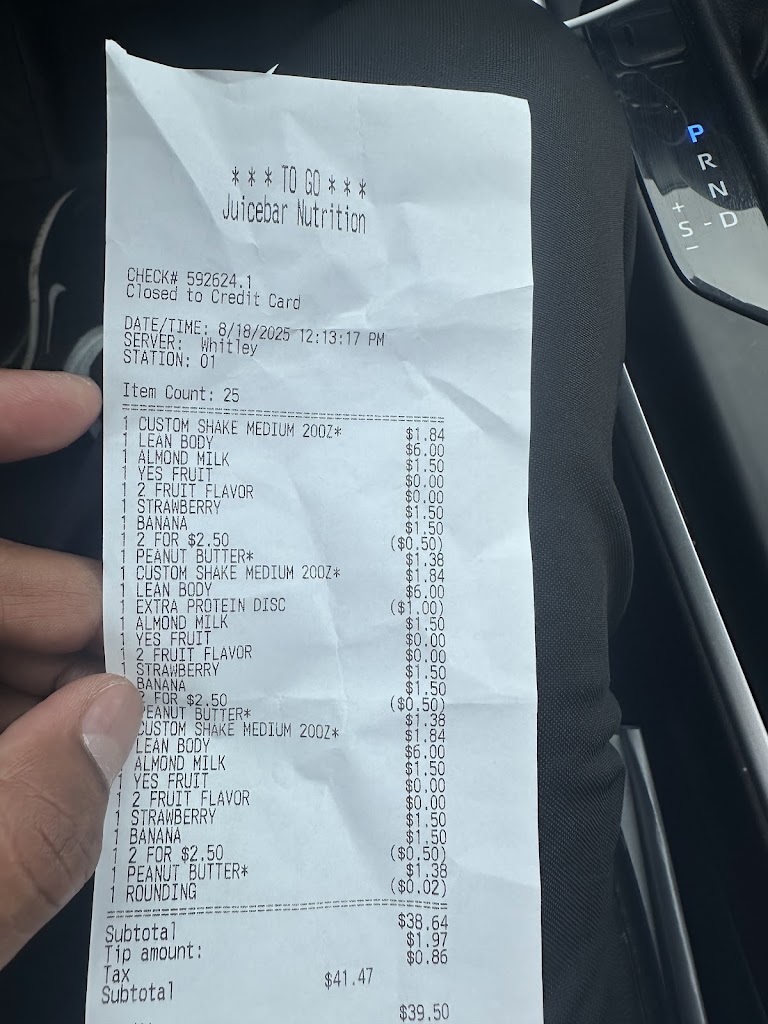 *** TO GO ***
Juicebar Nutrition
CHECK# 592624.1
Closed to Credit Card
DATE/TIME: 8/18/2025 12:13:17 PM
SERVER: Whitley
STATION: 01
Item Count: 25
1 CUSTOM SHAKE MEDIUM 20OZ* $1.84
1 LEAN BODY $6.00
1 ALMOND MILK $1.50
1 YES FRUIT $0.00
1 2 FRUIT FLAVOR $0.00
1 STRAWBERRY $1.50
1 BANANA $1.50
1 2 FOR $2.50 ($0.50)
1 PEANUT BUTTER* $1.38
1 CUSTOM SHAKE MEDIUM 20OZ* $1.84
1 LEAN BODY $6.00
1 EXTRA PROTEIN DISC ($1.00)
1 ALMOND MILK $1.50
1 YES FRUIT $0.00
1 2 FRUIT FLAVOR $0.00
1 STRAWBERRY $1.50
BANANA $1.50
2 FOR $2.50 ($0.50)
PEANUT BUTTER* $1.38
CUSTOM SHAKE MEDIUM 20OZ* $1.84
LEAN BODY $6.00
ALMOND MILK $1.50
1 YES FRUIT $0.00
1 2 FRUIT FLAVOR $0.00
1 STRAWBERRY $1.50
1 BANANA $1.50
1 2 FOR $2.50 ($0.50)
1 PEANUT BUTTER* $1.38
1 ROUNDING ($0.02)
Subtotal $38.64
Tip amount: $1.97
Tax $0.86
Subtotal $41.47
$39.50
P
R
N
D
+
S
-